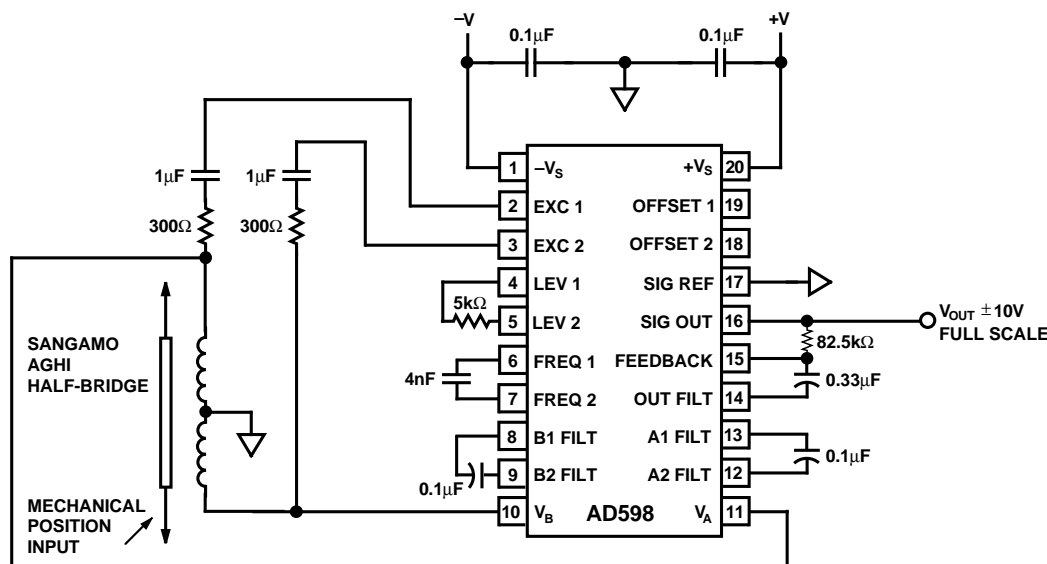 –V
+V
0.1μF
0.1μF
1μF
1μF
300Ω
300Ω
1 –VS
+VS 20
2 EXC 1
OFFSET 1 19
3 EXC 2
OFFSET 2 18
4 LEV 1
SIG REF 17
5kΩ
5 LEV 2
SIG OUT 16
VOUT ±10V
FULL SCALE
82.5kΩ
SANGAMO
AGHI
HALF-BRIDGE
6 FREQ 1
FEEDBACK 15
4nF
0.33μF
7 FREQ 2
OUT FILT 14
8 B1 FILT
A1 FILT 13
0.1μF
9 B2 FILT
A2 FILT 12
0.1μF
MECHANICAL
POSITION
INPUT
10 VB
AD598
VA 11